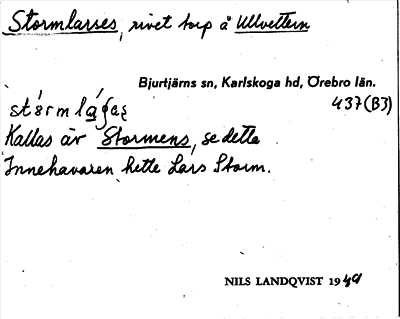 Stormlarses, rivet torp å Ullvettern
Bjurtjärns sn, Karlskoga hd, Örebro län.
437(B3)
Kallas äv Stormens, se detta
Innehavaren hette Lars Storm.
NILS LANDQVIST 1949